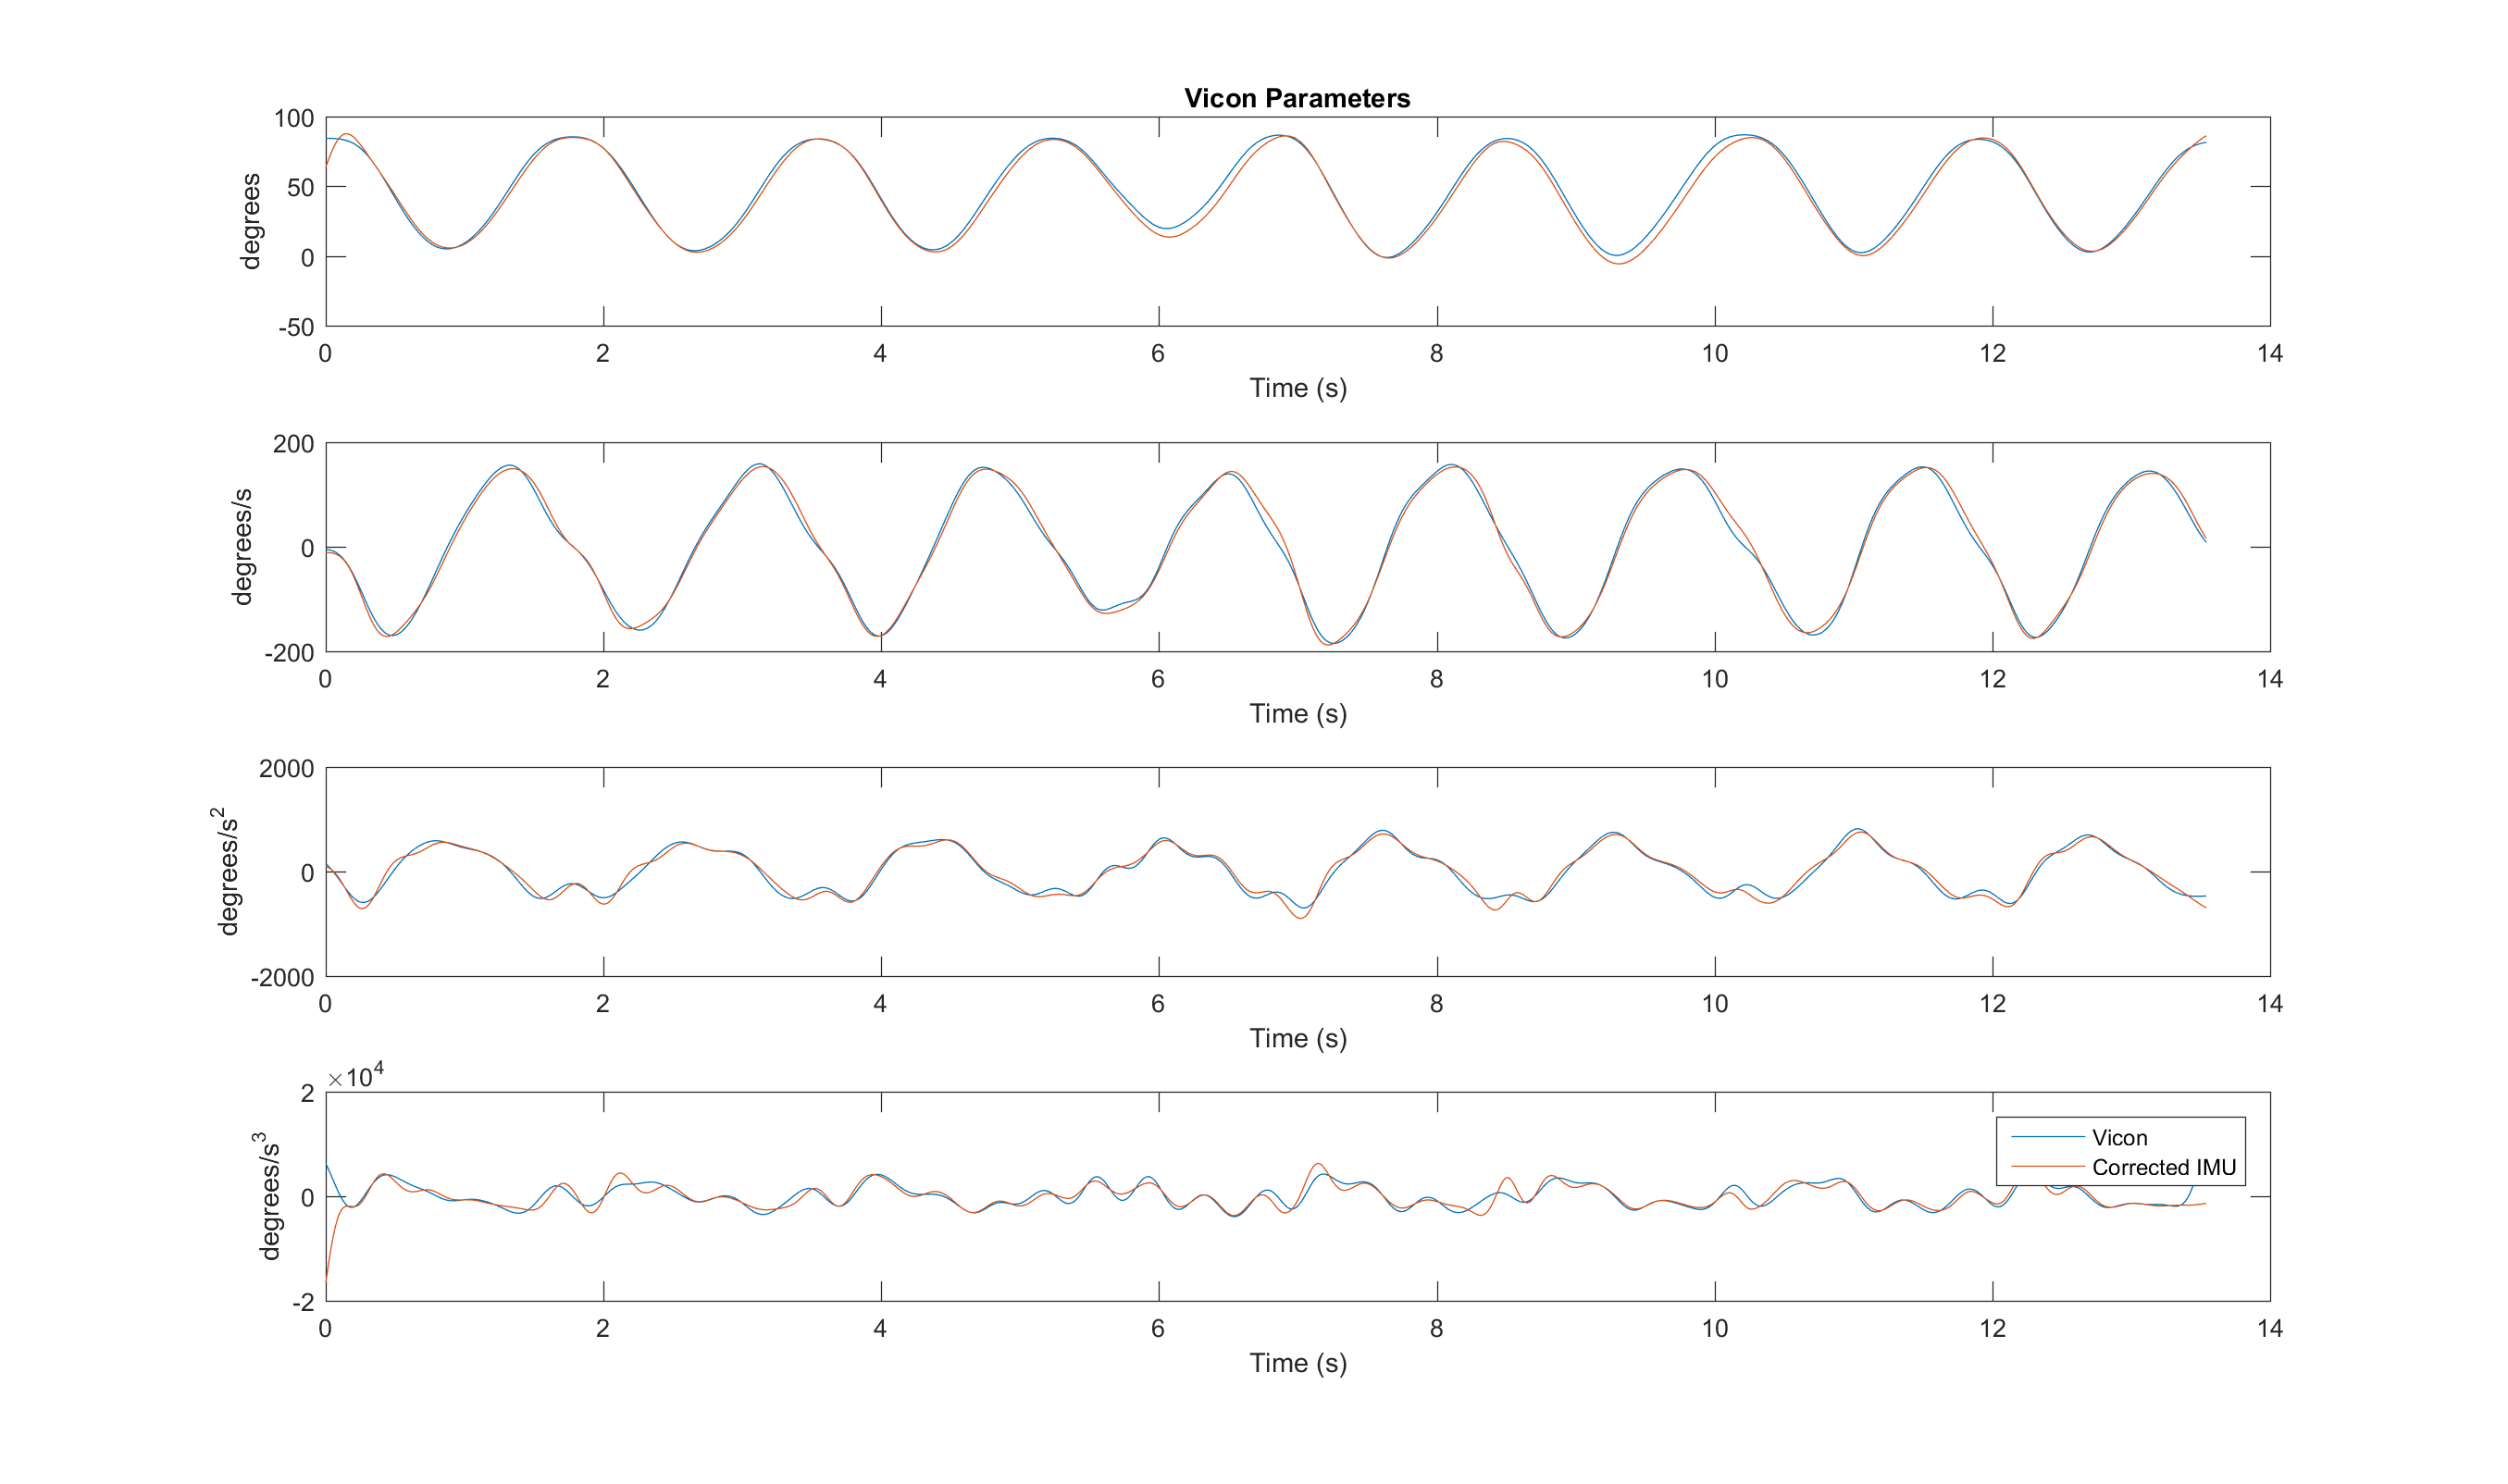 Vicon Parameters
100
50
0
-50
degrees
0 2 4 6 8 10 12 14
Time (s)
200
0
-200
degrees/s
0 2 4 6 8 10 12 14
Time (s)
2000
0
-2000
degrees/s²
0 2 4 6 8 10 12 14
Time (s)
×10⁴
2
0
-2
degrees/s³
Vicon
Corrected IMU
0 2 4 6 8 10 12 14
Time (s)